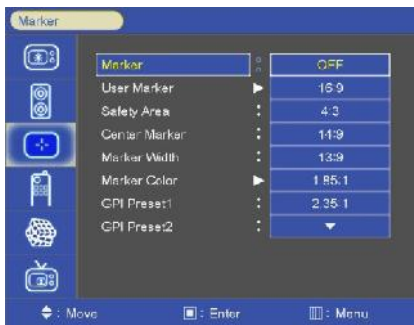 Marker
Marker : OFF
User Marker ▶ 16:9
Safety Area : 4:3
Center Marker : 14:9
Marker Width : 13:9
Marker Color ▶ 1.85:1
GPI Preset1 : 2.35:1
GPI Preset2 : ▼
: Move : Enter : Menu